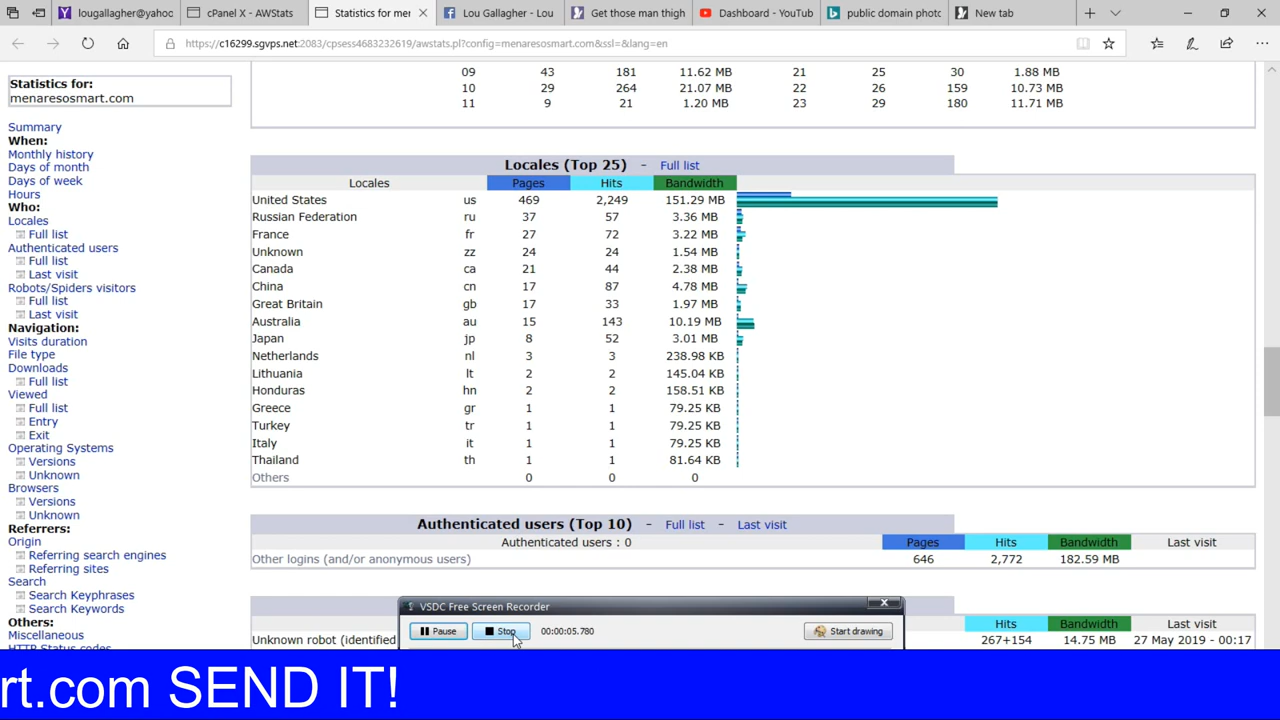 lougallagher@yahoo
cPanel X - AWStats
Statistics for mer
Lou Gallagher - Lou
Get those man thigh
Dashboard - YouTube
public domain photo
New tab
https://c16299.sgvps.net:2083/cpsess4683232619/awstats.pl?config=menaresosmart.com&ssl=&lang=en
Statistics for:
menaresosmart.com
Summary
When:
Monthly history
Days of month
Days of week
Hours
Who:
Locales
Full list
Authenticated users
Full list
Last visit
Robots/Spiders visitors
Full list
Last visit
Navigation:
Visits duration
File type
Downloads
Full list
Viewed
Full list
Entry
Exit
Operating Systems
Versions
Unknown
Browsers
Versions
Unknown
Referrers:
Origin
Referring search engines
Referring sites
Search
Search Keyphrases
Search Keywords
Others:
Miscellaneous
HTTP Status codes
09 43 181 11.62 MB 21 25 30 1.88 MB
10 29 264 21.07 MB 22 26 159 10.73 MB
11 9 21 1.20 MB 23 29 180 11.71 MB
Locales (Top 25) - Full list
Locales Pages Hits Bandwidth
United States us 469 2,249 151.29 MB
Russian Federation ru 37 57 3.36 MB
France fr 27 72 3.22 MB
Unknown zz 24 24 1.54 MB
Canada ca 21 44 2.38 MB
China cn 17 87 4.78 MB
Great Britain gb 17 33 1.97 MB
Australia au 15 143 10.19 MB
Japan jp 8 52 3.01 MB
Netherlands nl 3 3 238.98 KB
Lithuania lt 2 2 145.04 KB
Honduras hn 2 2 158.51 KB
Greece gr 1 1 79.25 KB
Turkey tr 1 1 79.25 KB
Italy it 1 1 79.25 KB
Thailand th 1 1 81.64 KB
Others 0 0 0
Authenticated users (Top 10) - Full list - Last visit
Authenticated users : 0 Pages Hits Bandwidth Last visit
Other logins (and/or anonymous users) 646 2,772 182.59 MB
VSDC Free Screen Recorder
Pause Stop 00:00:05.780 Start drawing
Hits Bandwidth Last visit
Unknown robot (identified 267+154 14.75 MB 27 May 2019 - 00:17
rt.com SEND IT!